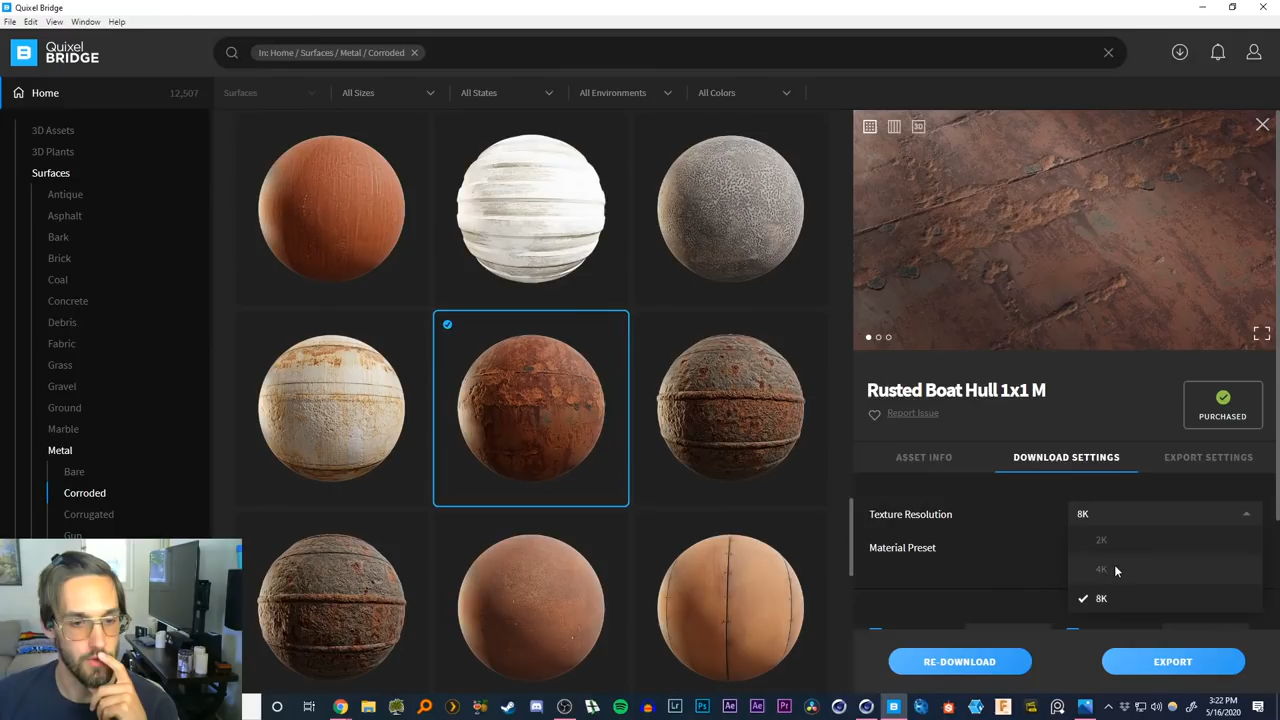 Quixel Bridge
File Edit View Window Help
Quixel
BRIDGE
In: Home / Surfaces / Metal / Corroded
Home 12,507
Surfaces All Sizes All States All Environments All Colors
3D Assets
3D Plants
Surfaces
Antique
Asphalt
Bark
Brick
Coal
Concrete
Debris
Fabric
Grass
Gravel
Ground
Marble
Metal
Bare
Corroded
Corrugated
Gun
3D
Rusted Boat Hull 1x1 M
Report Issue
PURCHASED
ASSET INFO DOWNLOAD SETTINGS EXPORT SETTINGS
Texture Resolution 8K
2K
Material Preset
4K
8K
RE-DOWNLOAD EXPORT
3:22 PM
5/16/2020